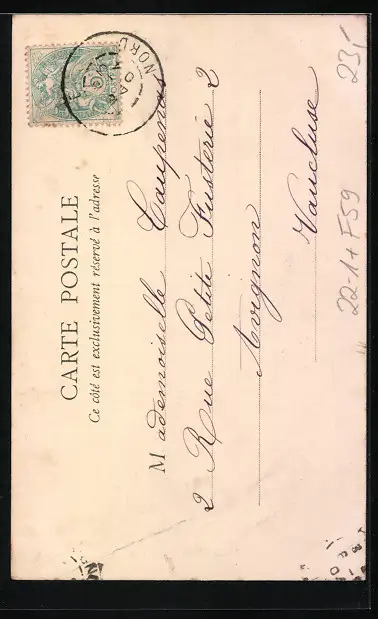 CARTE POSTALE
Ce côté est exclusivement réservé à l'adresse
Mademoiselle Caupenas
2 Rue Petite Fusterie 2
Avignon
Vaucluse
23,-
22-1+F59
NORD